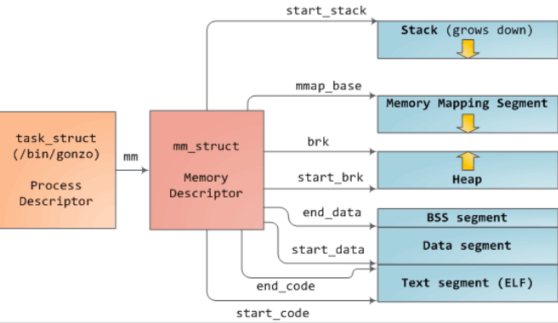 start_stack
Stack (grows down)
mmap_base
Memory Mapping Segment
task_struct
(/bin/gonzo)
Process
Descriptor
mm
mm_struct
Memory
Descriptor
brk
start_brk
Heap
end_data
BSS segment
start_data
Data segment
end_code
Text segment (ELF)
start_code